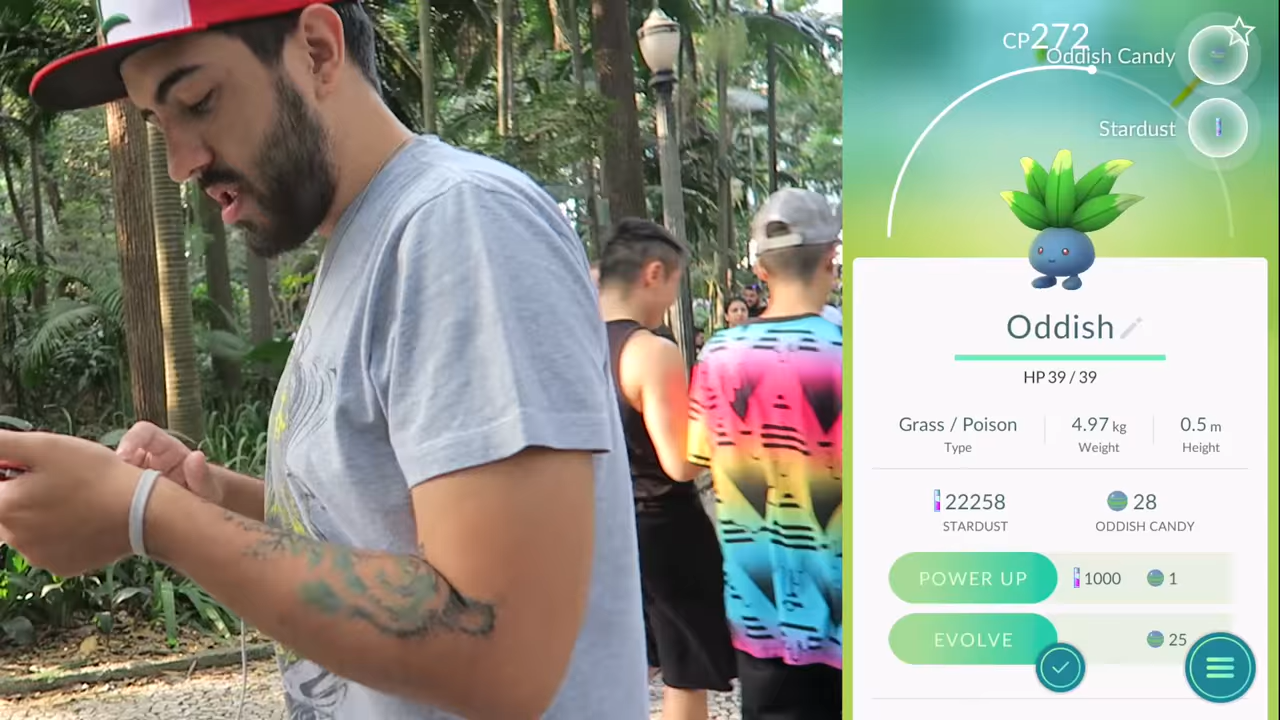 CP272
Oddish Candy
Stardust
Oddish
HP 39 / 39
Grass / Poison
Type
4.97 kg
Weight
0.5 m
Height
22258
STARDUST
28
ODDISH CANDY
POWER UP
1000
1
EVOLVE
25